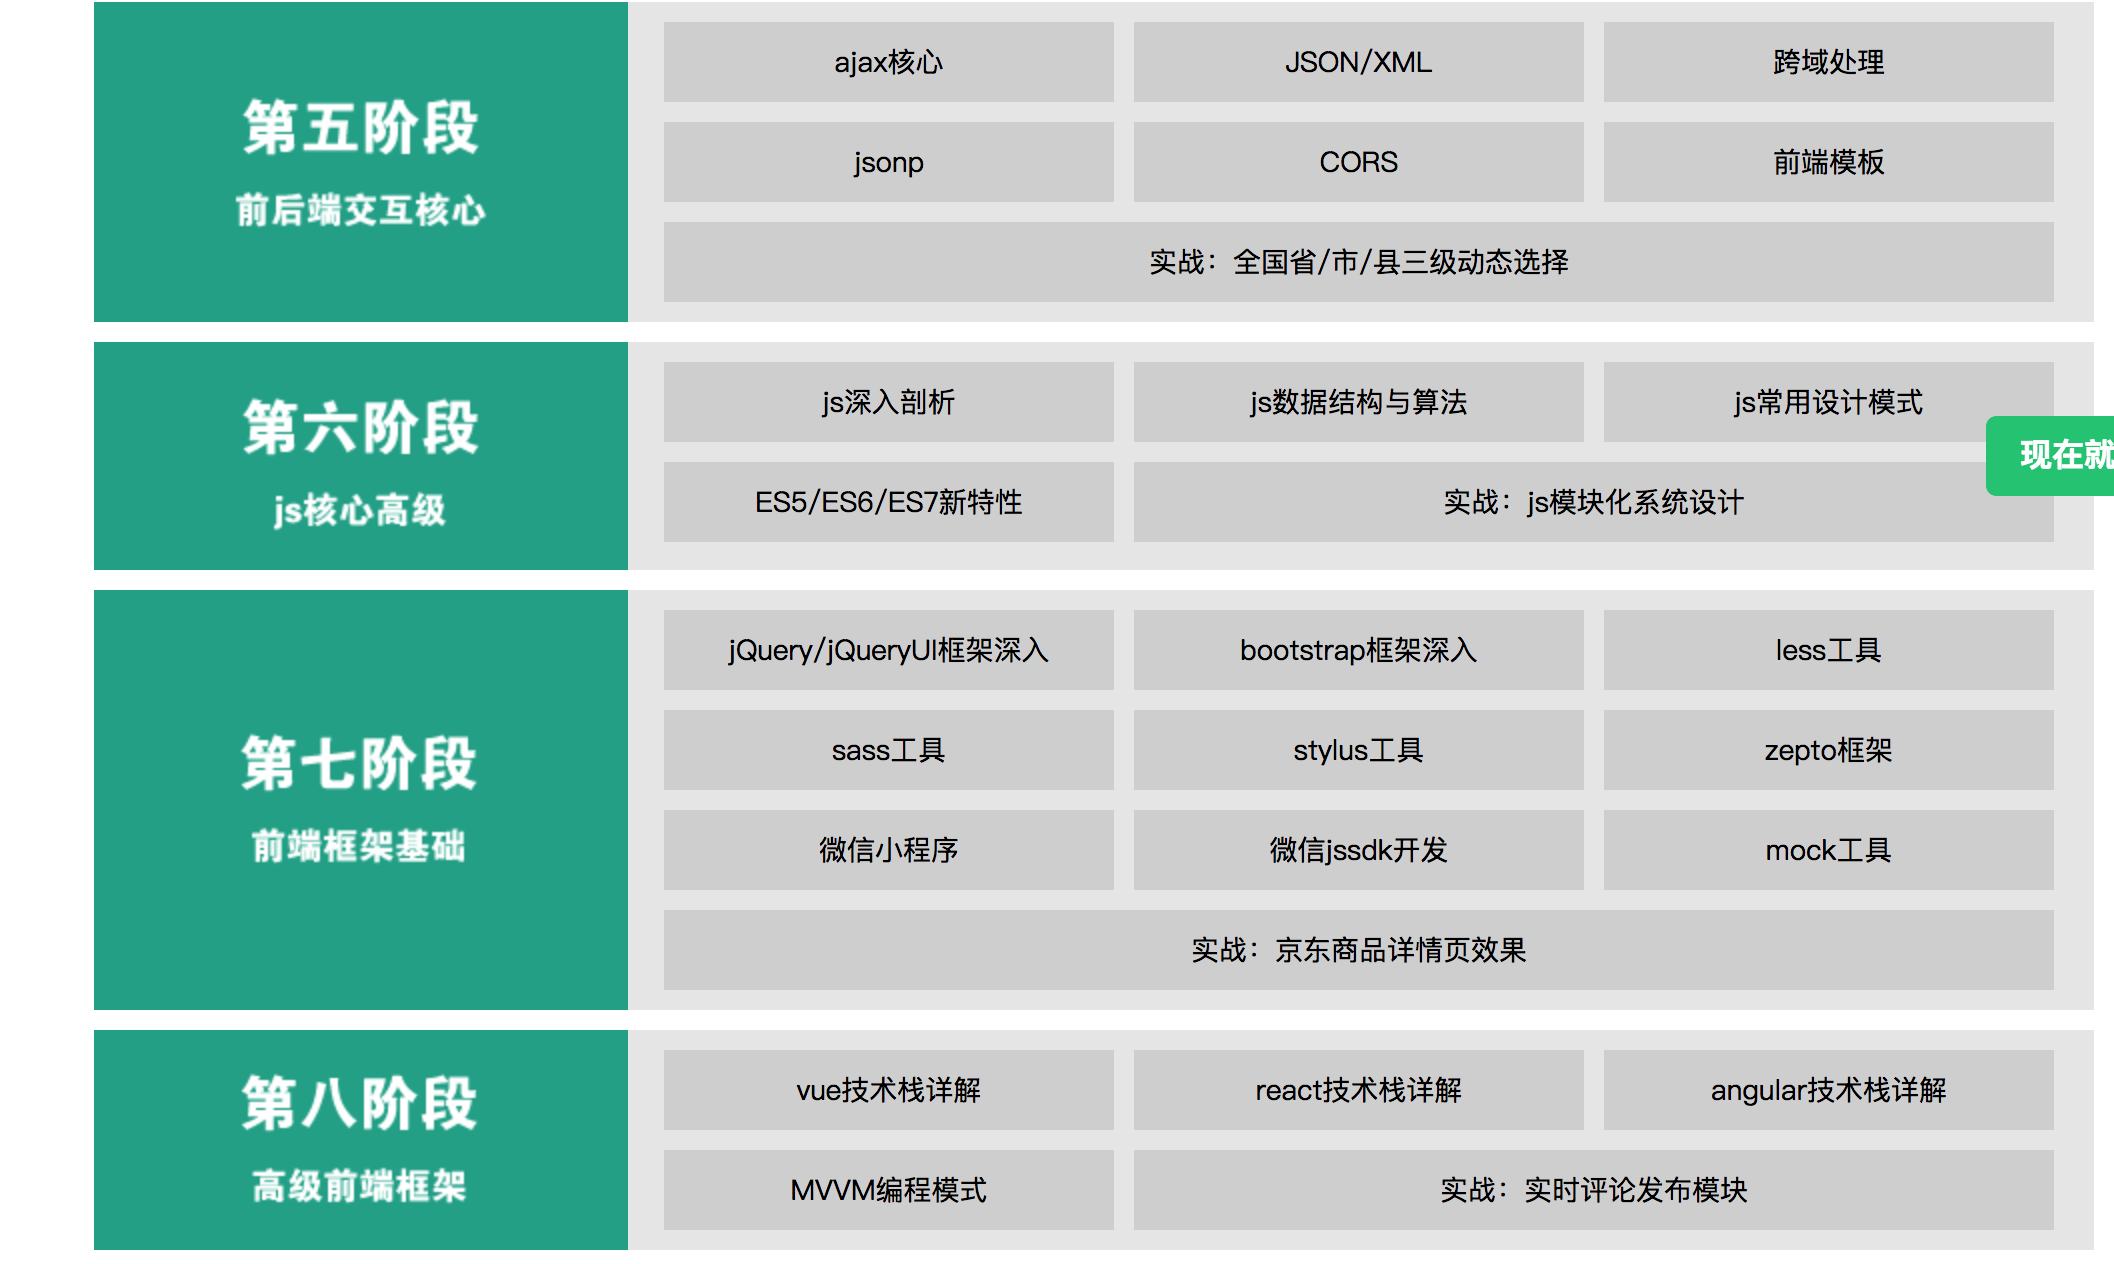 第五阶段
前后端交互核心
ajax核心
JSON/XML
跨域处理
jsonp
CORS
前端模板
实战：全国省/市/县三级动态选择
第六阶段
js核心高级
js深入剖析
js数据结构与算法
js常用设计模式
ES5/ES6/ES7新特性
实战：js模块化系统设计
现在就
第七阶段
前端框架基础
jQuery/jQueryUI框架深入
bootstrap框架深入
less工具
sass工具
stylus工具
zepto框架
微信小程序
微信jssdk开发
mock工具
实战：京东商品详情页效果
第八阶段
高级前端框架
vue技术栈详解
react技术栈详解
angular技术栈详解
MVVM编程模式
实战：实时评论发布模块